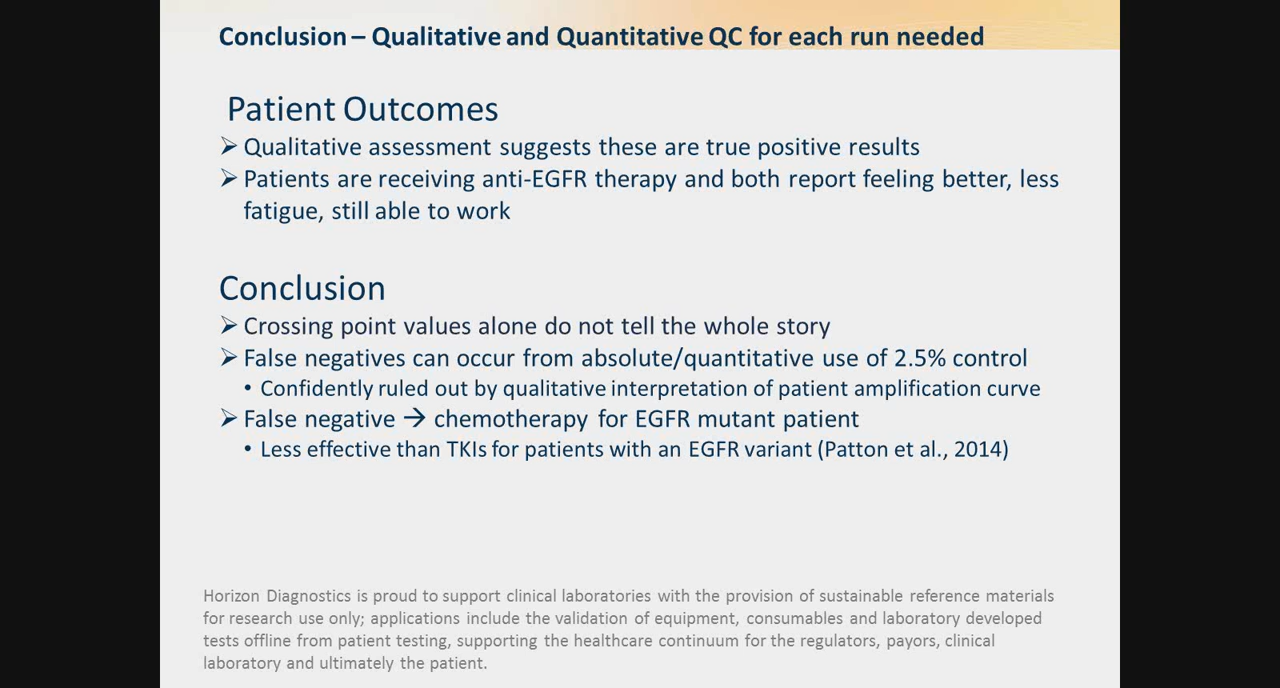 Conclusion – Qualitative and Quantitative QC for each run needed
Patient Outcomes
➢ Qualitative assessment suggests these are true positive results
➢ Patients are receiving anti-EGFR therapy and both report feeling better, less
fatigue, still able to work
Conclusion
➢ Crossing point values alone do not tell the whole story
➢ False negatives can occur from absolute/quantitative use of 2.5% control
• Confidently ruled out by qualitative interpretation of patient amplification curve
➢ False negative → chemotherapy for EGFR mutant patient
• Less effective than TKIs for patients with an EGFR variant (Patton et al., 2014)
Horizon Diagnostics is proud to support clinical laboratories with the provision of sustainable reference materials
for research use only; applications include the validation of equipment, consumables and laboratory developed
tests offline from patient testing, supporting the healthcare continuum for the regulators, payors, clinical
laboratory and ultimately the patient.